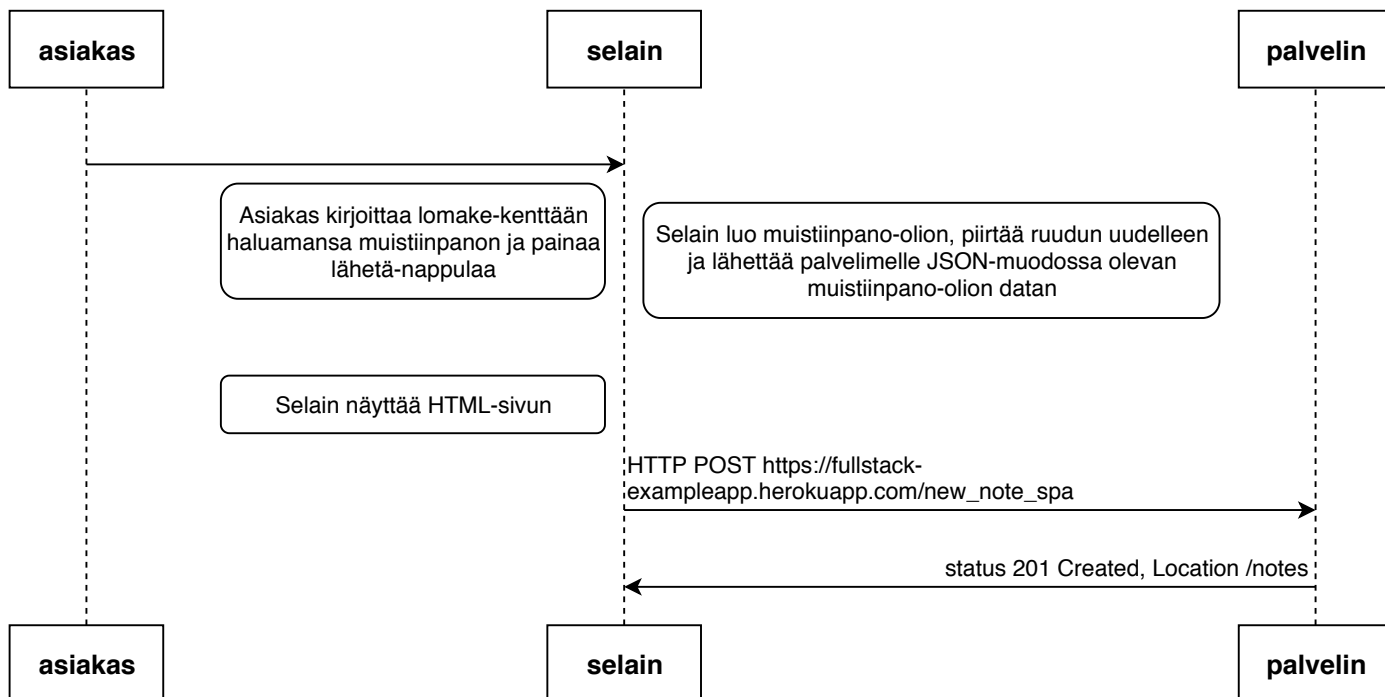 asiakas
selain
palvelin
Asiakas kirjoittaa lomake-kenttään
haluamansa muistiinpanon ja painaa
lähetä-nappulaa
Selain luo muistiinpano-olion, piirtää ruudun uudelleen
ja lähettää palvelimelle JSON-muodossa olevan
muistiinpano-olion datan
Selain näyttää HTML-sivun
HTTP POST https://fullstack-
exampleapp.herokuapp.com/new_note_spa
status 201 Created, Location /notes
asiakas
selain
palvelin